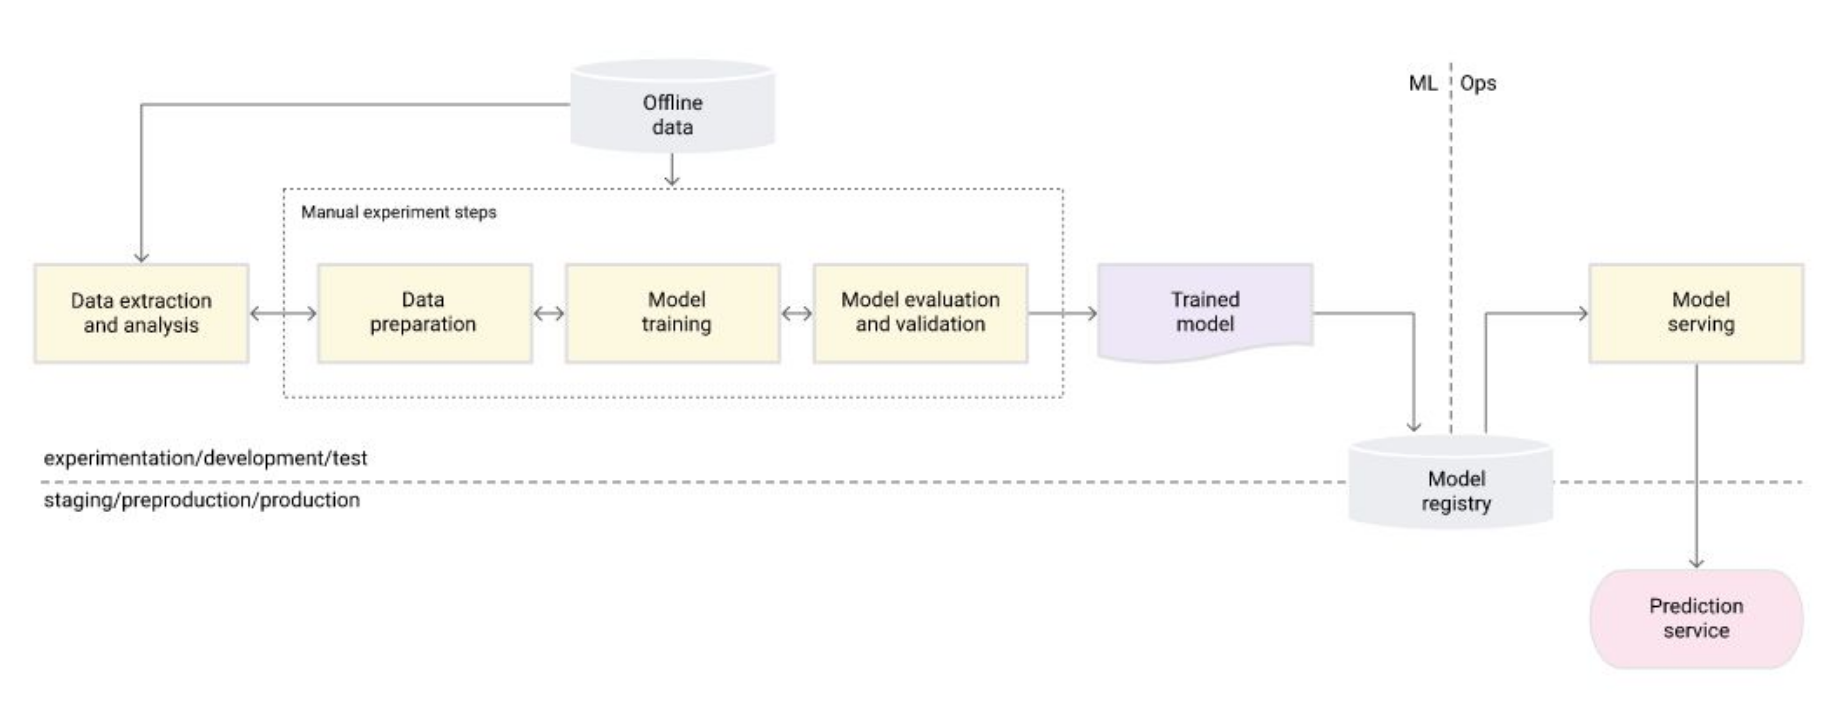 Offline
data
ML
Ops
Manual experiment steps
Data extraction
and analysis
Data
preparation
Model
training
Model evaluation
and validation
Trained
model
Model
serving
experimentation/development/test
staging/preproduction/production
Model
registry
Prediction
service